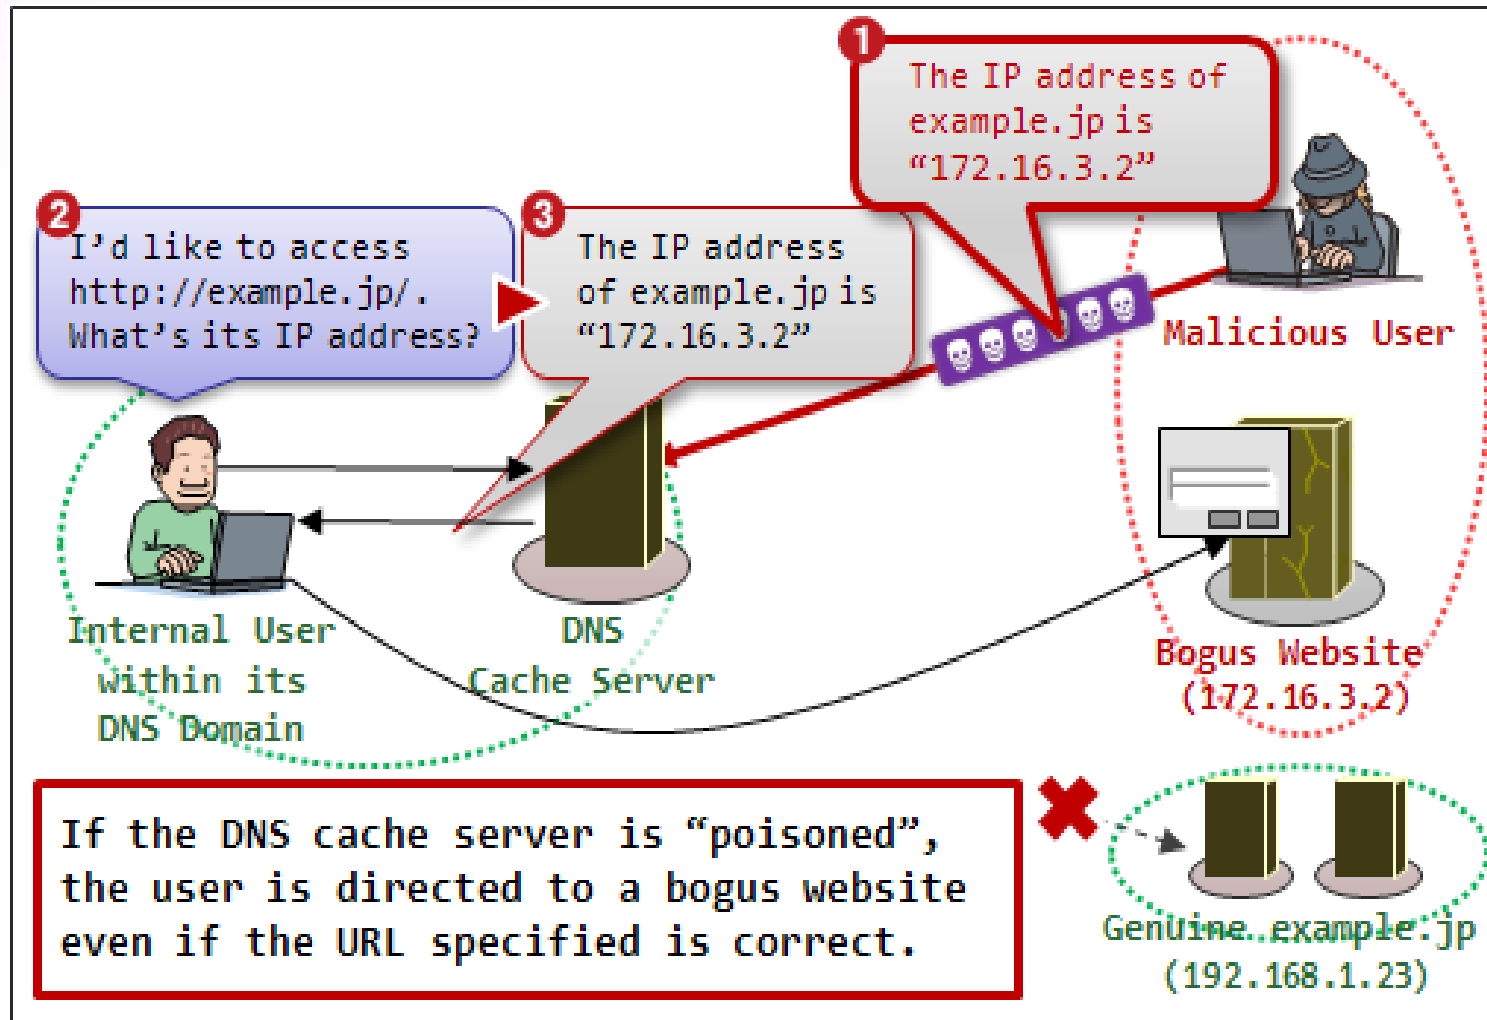 1
The IP address of
example.jp is
“172.16.3.2”
2
I’d like to access
http://example.jp/.
What’s its IP address?
3
The IP address
of example.jp is
“172.16.3.2”
Malicious User
Internal User
within its
DNS Domain
DNS
Cache Server
Bogus Website
(172.16.3.2)
If the DNS cache server is “poisoned”,
the user is directed to a bogus website
even if the URL specified is correct.
Genuine example.jp
(192.168.1.23)